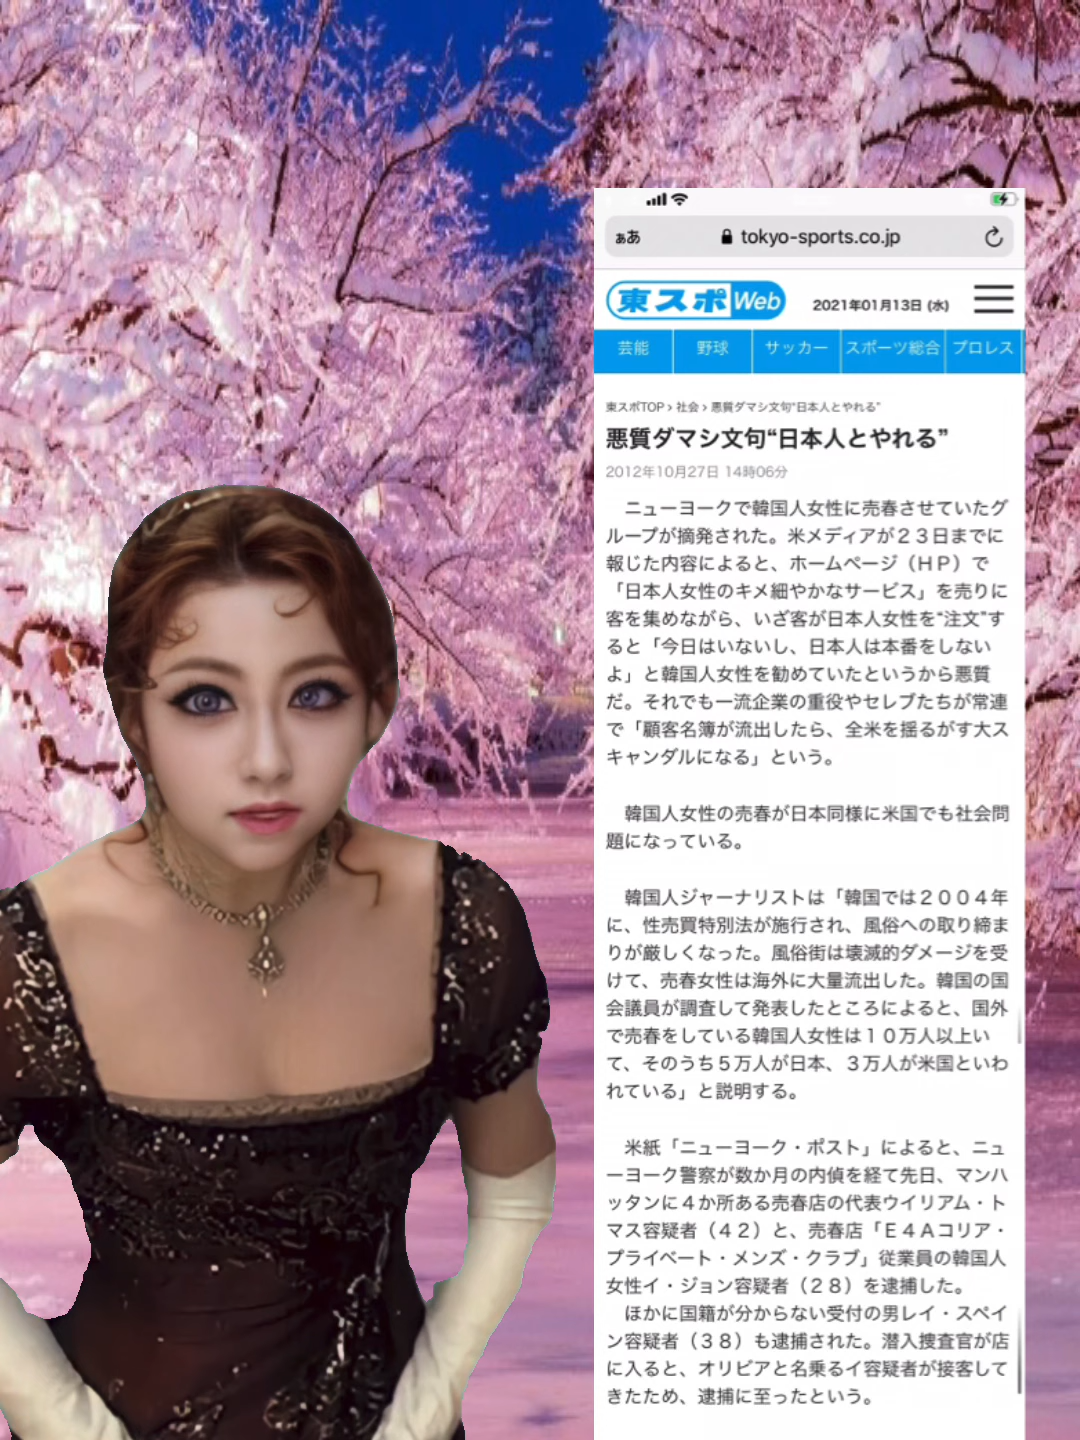 ぁあ
tokyo-sports.co.jp
東スポWeb
2021年01月13日 (水)
芸能 野球 サッカー スポーツ総合 プロレス
東スポTOP › 社会 › 悪質ダマシ文句“日本人とやれる”
悪質ダマシ文句“日本人とやれる”
2012年10月27日 14時06分
ニューヨークで韓国人女性に売春させていたグ
ループが摘発された。米メディアが２３日までに
報じた内容によると、ホームページ（ＨＰ）で
「日本人女性のキメ細やかなサービス」を売りに
客を集めながら、いざ客が日本人女性を“注文”す
ると「今日はいないし、日本人は本番をしない
よ」と韓国人女性を勧めていたというから悪質
だ。それでも一流企業の重役やセレブたちが常連
で「顧客名簿が流出したら、全米を揺るがす大ス
キャンダルになる」という。
韓国人女性の売春が日本同様に米国でも社会問
題になっている。
韓国人ジャーナリストは「韓国では２００４年
に、性売買特別法が施行され、風俗への取り締ま
りが厳しくなった。風俗街は壊滅的ダメージを受
けて、売春女性は海外に大量流出した。韓国の国
会議員が調査して発表したところによると、国外
で売春をしている韓国人女性は１０万人以上い
て、そのうち５万人が日本、３万人が米国といわ
れている」と説明する。
米紙「ニューヨーク・ポスト」によると、ニュ
ーヨーク警察が数か月の内偵を経て先日、マンハ
ッタンに４か所ある売春店の代表ウイリアム・ト
マス容疑者（４２）と、売春店「Ｅ４Ａコリア・
プライベート・メンズ・クラブ」従業員の韓国人
女性イ・ジョン容疑者（２８）を逮捕した。
ほかに国籍が分からない受付の男レイ・スペイ
ン容疑者（３８）も逮捕された。潜入捜査官が店
に入ると、オリビアと名乗るイ容疑者が接客して
きたため、逮捕に至ったという。